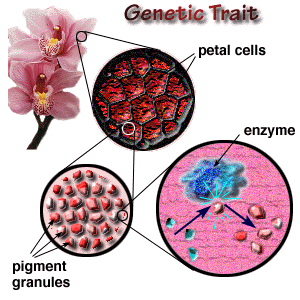 Genetic Trait
petal cells
enzyme
pigment
granules